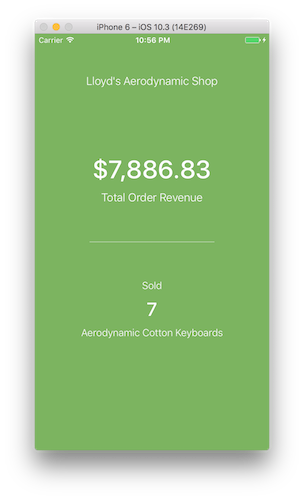 iPhone 6 – iOS 10.3 (14E269)
Carrier 10:56 PM
Lloyd's Aerodynamic Shop
$7,886.83
Total Order Revenue
Sold
7
Aerodynamic Cotton Keyboards